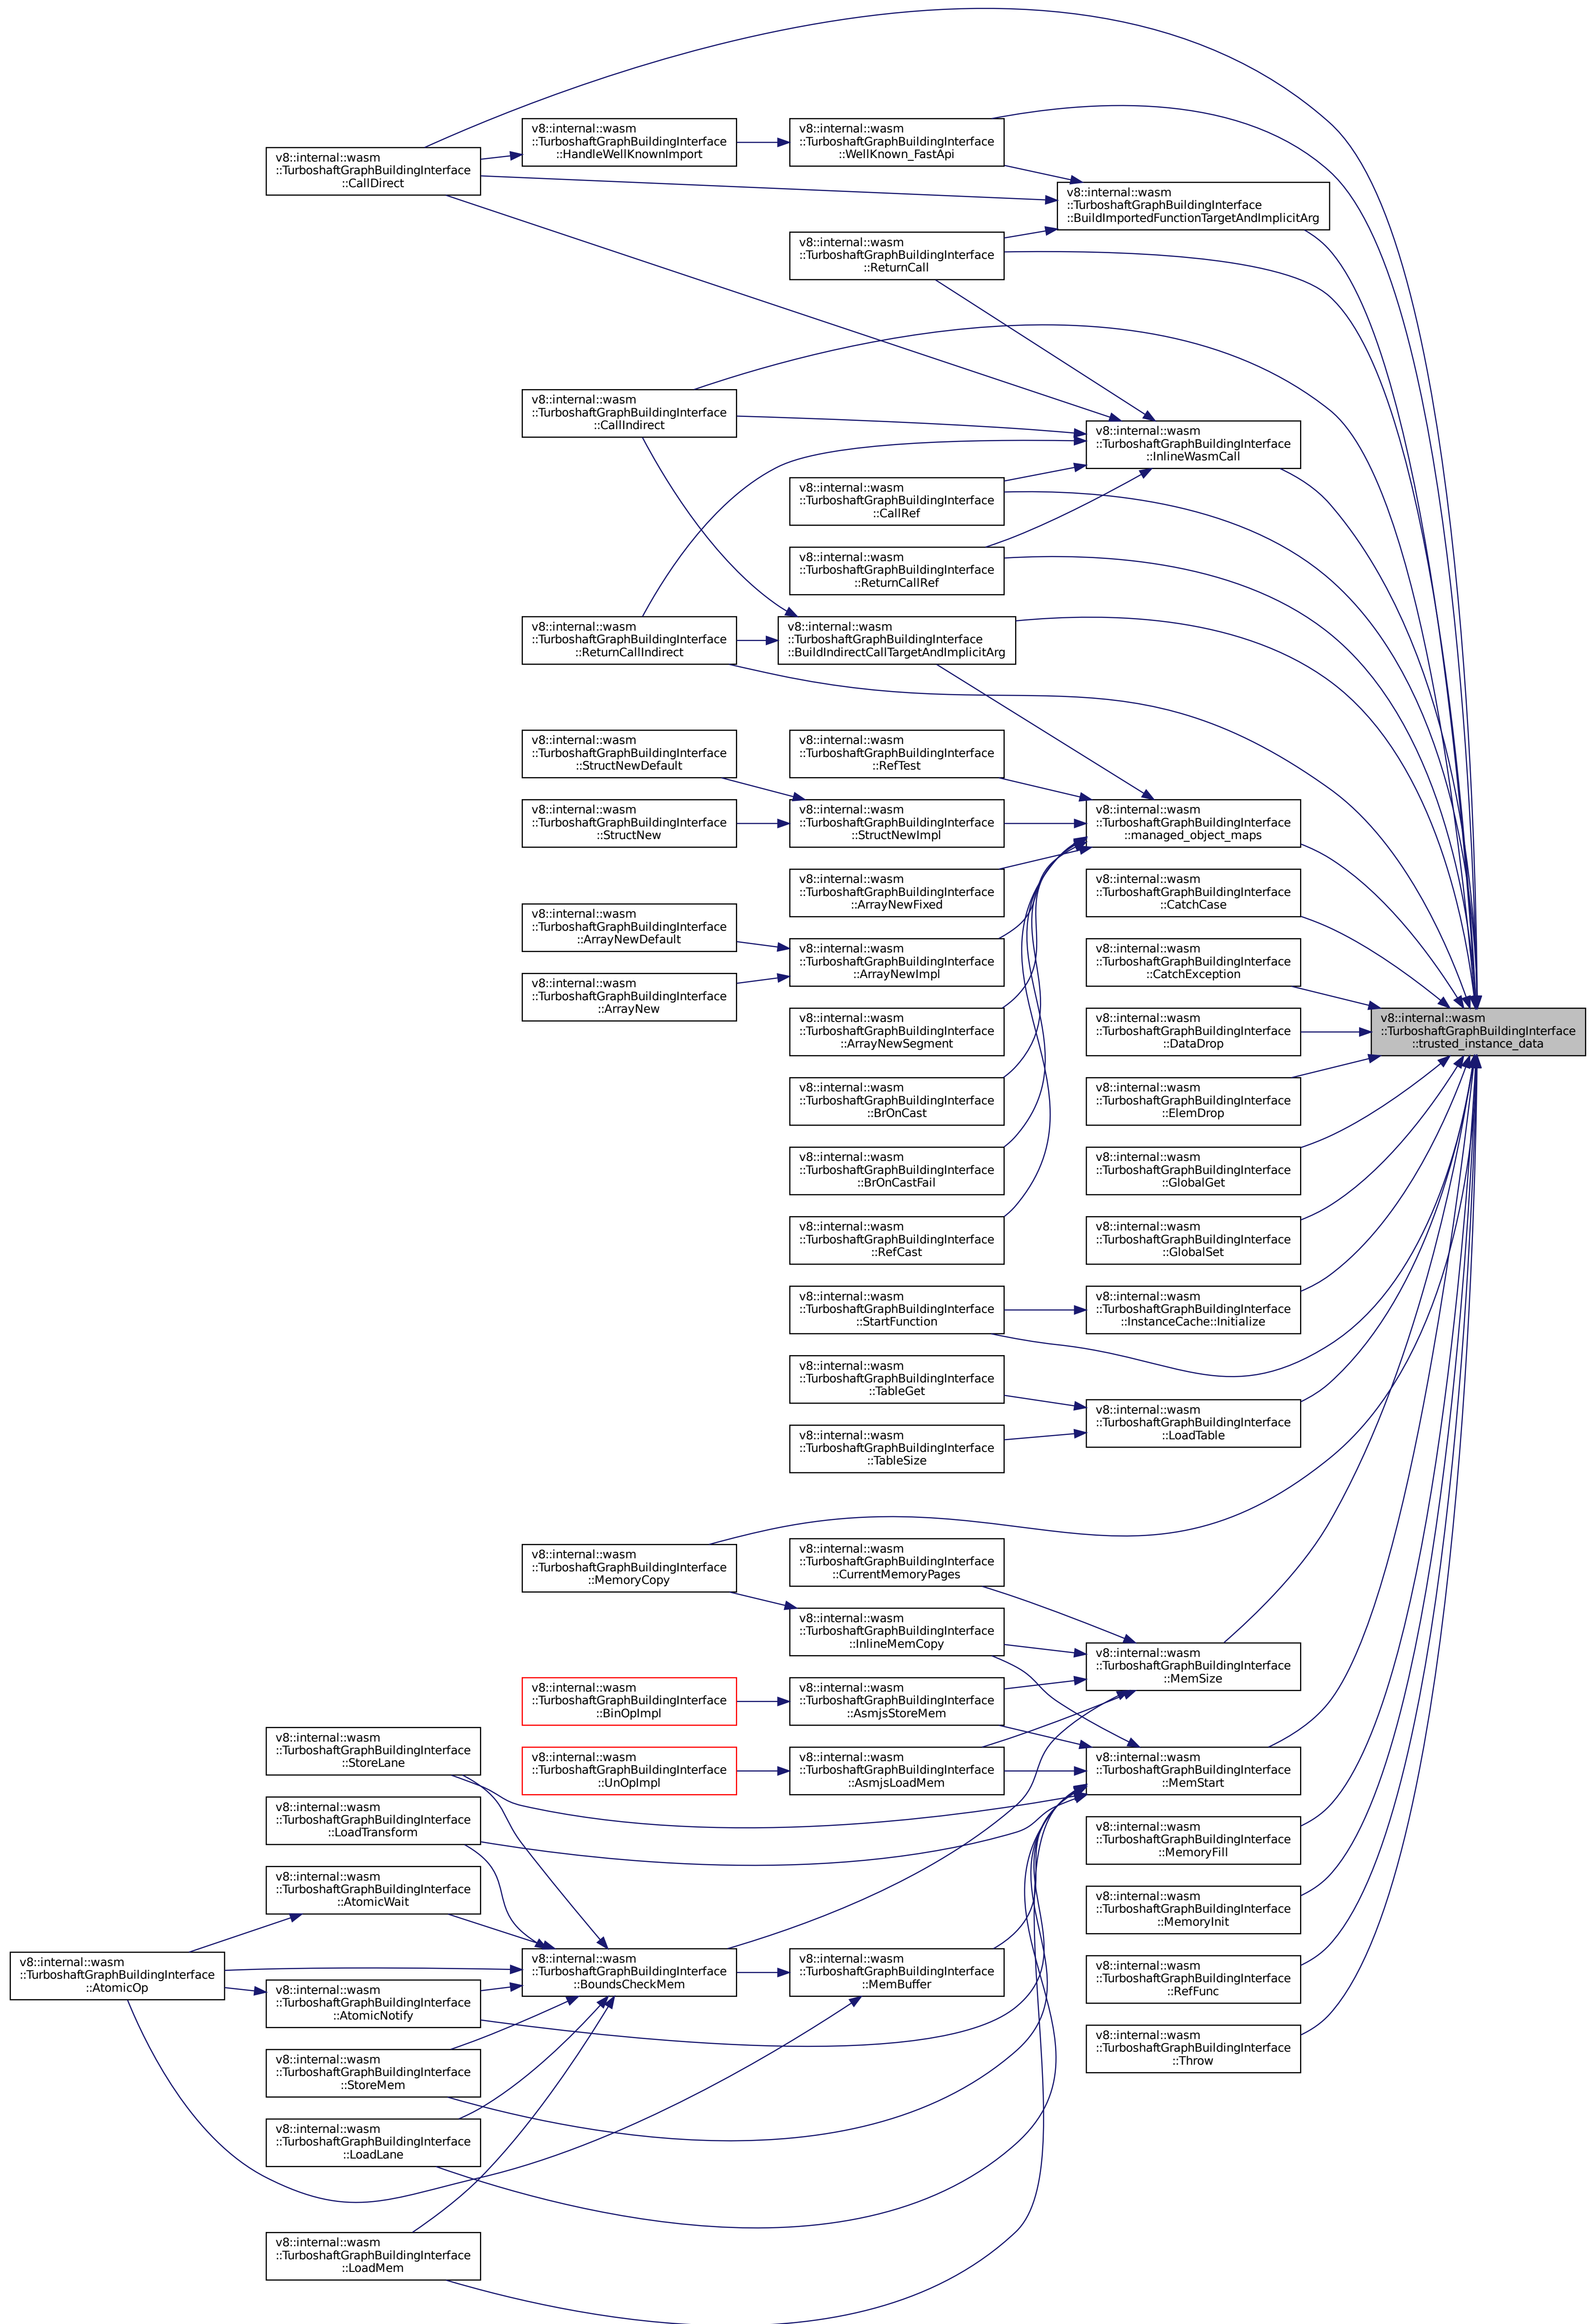 v8::internal::wasm
::TurboshaftGraphBuildingInterface
::HandleWellKnownImport
v8::internal::wasm
::TurboshaftGraphBuildingInterface
::WellKnown_FastApi
v8::internal::wasm
::TurboshaftGraphBuildingInterface
::CallDirect
v8::internal::wasm
::TurboshaftGraphBuildingInterface
::BuildImportedFunctionTargetAndImplicitArg
v8::internal::wasm
::TurboshaftGraphBuildingInterface
::ReturnCall
v8::internal::wasm
::TurboshaftGraphBuildingInterface
::CallIndirect
v8::internal::wasm
::TurboshaftGraphBuildingInterface
::InlineWasmCall
v8::internal::wasm
::TurboshaftGraphBuildingInterface
::CallRef
v8::internal::wasm
::TurboshaftGraphBuildingInterface
::ReturnCallRef
v8::internal::wasm
::TurboshaftGraphBuildingInterface
::ReturnCallIndirect
v8::internal::wasm
::TurboshaftGraphBuildingInterface
::BuildIndirectCallTargetAndImplicitArg
v8::internal::wasm
::TurboshaftGraphBuildingInterface
::StructNewDefault
v8::internal::wasm
::TurboshaftGraphBuildingInterface
::RefTest
v8::internal::wasm
::TurboshaftGraphBuildingInterface
::StructNew
v8::internal::wasm
::TurboshaftGraphBuildingInterface
::StructNewImpl
v8::internal::wasm
::TurboshaftGraphBuildingInterface
::managed_object_maps
v8::internal::wasm
::TurboshaftGraphBuildingInterface
::ArrayNewFixed
v8::internal::wasm
::TurboshaftGraphBuildingInterface
::CatchCase
v8::internal::wasm
::TurboshaftGraphBuildingInterface
::ArrayNewDefault
v8::internal::wasm
::TurboshaftGraphBuildingInterface
::ArrayNewImpl
v8::internal::wasm
::TurboshaftGraphBuildingInterface
::CatchException
v8::internal::wasm
::TurboshaftGraphBuildingInterface
::ArrayNew
v8::internal::wasm
::TurboshaftGraphBuildingInterface
::ArrayNewSegment
v8::internal::wasm
::TurboshaftGraphBuildingInterface
::DataDrop
v8::internal::wasm
::TurboshaftGraphBuildingInterface
::trusted_instance_data
v8::internal::wasm
::TurboshaftGraphBuildingInterface
::BrOnCast
v8::internal::wasm
::TurboshaftGraphBuildingInterface
::ElemDrop
v8::internal::wasm
::TurboshaftGraphBuildingInterface
::BrOnCastFail
v8::internal::wasm
::TurboshaftGraphBuildingInterface
::GlobalGet
v8::internal::wasm
::TurboshaftGraphBuildingInterface
::RefCast
v8::internal::wasm
::TurboshaftGraphBuildingInterface
::GlobalSet
v8::internal::wasm
::TurboshaftGraphBuildingInterface
::StartFunction
v8::internal::wasm
::TurboshaftGraphBuildingInterface
::InstanceCache::Initialize
v8::internal::wasm
::TurboshaftGraphBuildingInterface
::TableGet
v8::internal::wasm
::TurboshaftGraphBuildingInterface
::LoadTable
v8::internal::wasm
::TurboshaftGraphBuildingInterface
::TableSize
v8::internal::wasm
::TurboshaftGraphBuildingInterface
::MemoryCopy
v8::internal::wasm
::TurboshaftGraphBuildingInterface
::CurrentMemoryPages
v8::internal::wasm
::TurboshaftGraphBuildingInterface
::InlineMemCopy
v8::internal::wasm
::TurboshaftGraphBuildingInterface
::MemSize
v8::internal::wasm
::TurboshaftGraphBuildingInterface
::BinOpImpl
v8::internal::wasm
::TurboshaftGraphBuildingInterface
::AsmjsStoreMem
v8::internal::wasm
::TurboshaftGraphBuildingInterface
::StoreLane
v8::internal::wasm
::TurboshaftGraphBuildingInterface
::UnOpImpl
v8::internal::wasm
::TurboshaftGraphBuildingInterface
::AsmjsLoadMem
v8::internal::wasm
::TurboshaftGraphBuildingInterface
::MemStart
v8::internal::wasm
::TurboshaftGraphBuildingInterface
::LoadTransform
v8::internal::wasm
::TurboshaftGraphBuildingInterface
::MemoryFill
v8::internal::wasm
::TurboshaftGraphBuildingInterface
::AtomicWait
v8::internal::wasm
::TurboshaftGraphBuildingInterface
::MemoryInit
v8::internal::wasm
::TurboshaftGraphBuildingInterface
::AtomicOp
v8::internal::wasm
::TurboshaftGraphBuildingInterface
::BoundsCheckMem
v8::internal::wasm
::TurboshaftGraphBuildingInterface
::MemBuffer
v8::internal::wasm
::TurboshaftGraphBuildingInterface
::RefFunc
v8::internal::wasm
::TurboshaftGraphBuildingInterface
::AtomicNotify
v8::internal::wasm
::TurboshaftGraphBuildingInterface
::Throw
v8::internal::wasm
::TurboshaftGraphBuildingInterface
::StoreMem
v8::internal::wasm
::TurboshaftGraphBuildingInterface
::LoadLane
v8::internal::wasm
::TurboshaftGraphBuildingInterface
::LoadMem